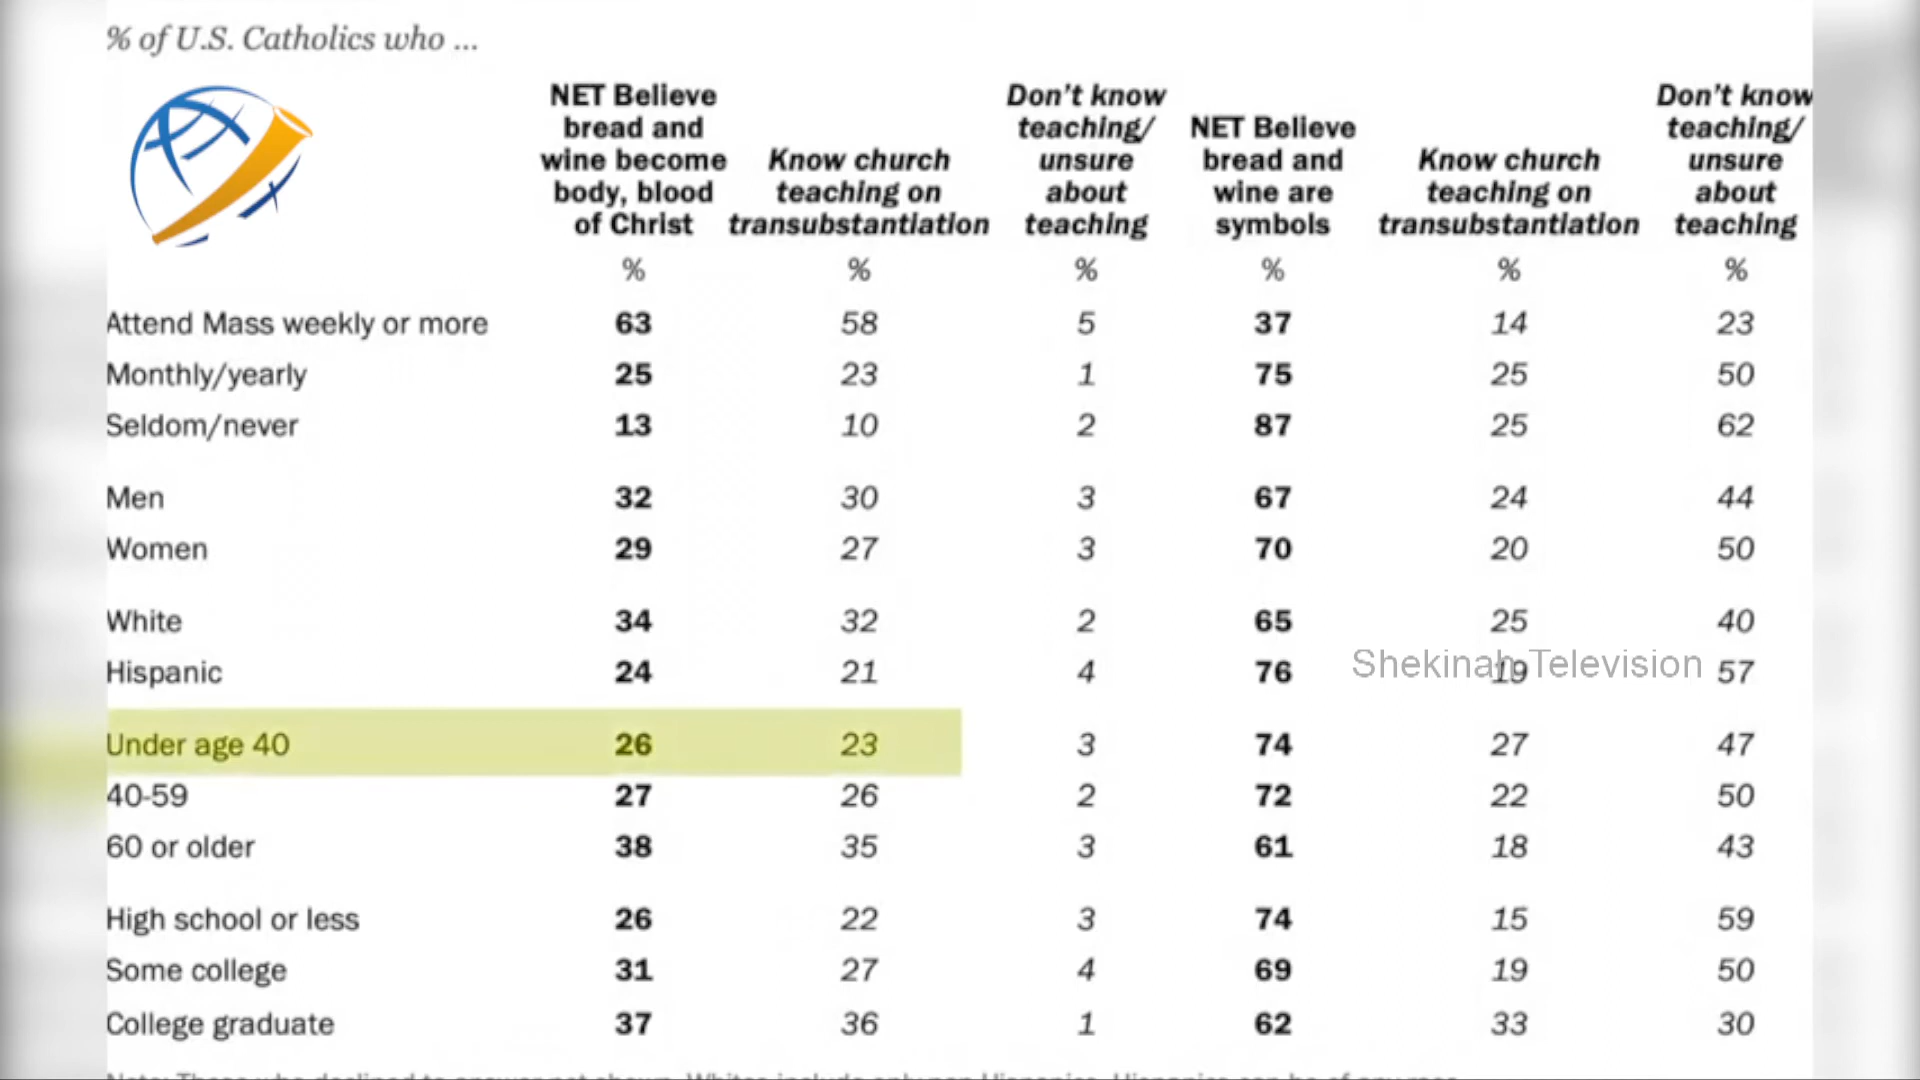 % of U.S. Catholics who ...
NET Believe bread and wine become body, blood of Christ
Know church teaching on transubstantiation
Don't know teaching/ unsure about teaching
NET Believe bread and wine are symbols
Know church teaching on transubstantiation
Don't know teaching/ unsure about teaching
% % % % % %
Attend Mass weekly or more 63 58 5 37 14 23
Monthly/yearly 25 23 1 75 25 50
Seldom/never 13 10 2 87 25 62
Men 32 30 3 67 24 44
Women 29 27 3 70 20 50
White 34 32 2 65 25 40
Shekinah Television
Hispanic 24 21 4 76 19 57
Under age 40 26 23 3 74 27 47
40-59 27 26 2 72 22 50
60 or older 38 35 3 61 18 43
High school or less 26 22 3 74 15 59
Some college 31 27 4 69 19 50
College graduate 37 36 1 62 33 30